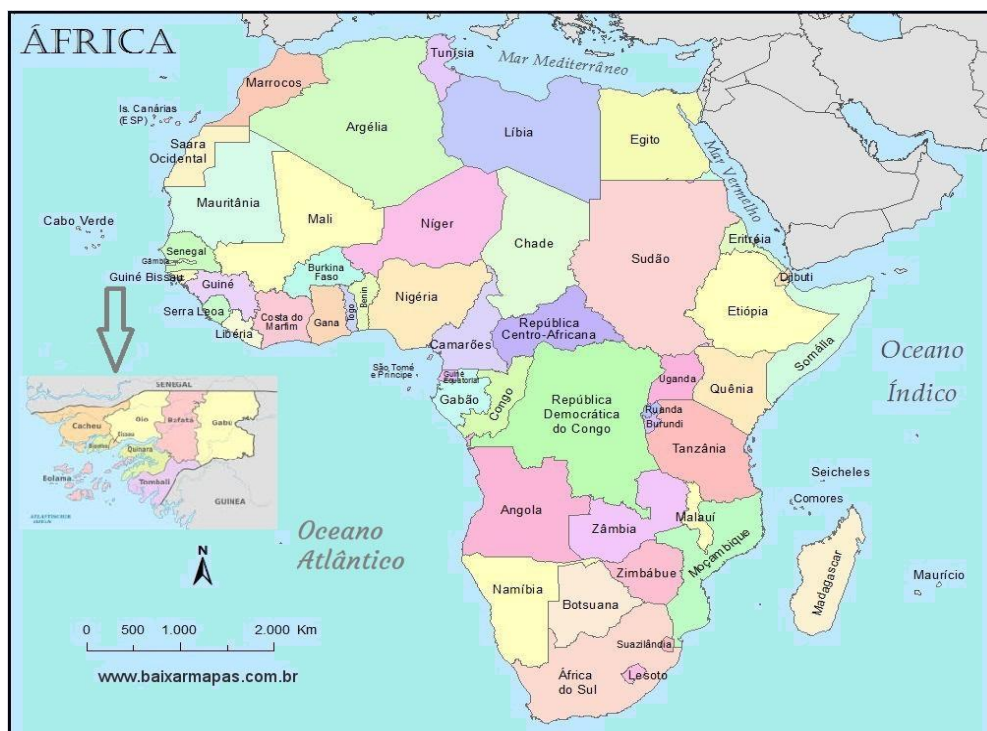 ÁFRICA
Tunísia
Mar Mediterrâneo
Marrocos
Is. Canárias
(ESP)
Argélia
Líbia
Egito
Saára
Ocidental
Mar Vermelho
Mauritânia
Mali
Níger
Chade
Sudão
Eritréia
Cabo Verde
Senegal
Gâmbia
Guiné Bissau
Guiné
Burkina
Faso
Benin
Togo
Nigéria
Djbuti
Etiópia
Serra Leoa
Costa do
Marfim
Gana
Libéria
Camarões
República
Centro-Africana
Somália
Oceano
Índico
São Tomé
e Príncipe
Guiné
Equatorial
Gabão
Congo
República
Democrática
do Congo
Uganda
Quênia
Ruanda
Burundi
Tanzânia
SENEGAL
Cacheu
Oio
Bafatá
Gabu
Bissau
Quinara
Bolama
Tombali
GUINEA
Seicheles
Comores
Angola
Zâmbia
Malauí
Moçambique
Oceano
Atlântico
Zimbábue
Madagascar
Maurício
Namíbia
Botsuana
N
Suazilândia
Lesoto
África
do Sul
0 500 1.000 2.000 Km
www.baixarmapas.com.br